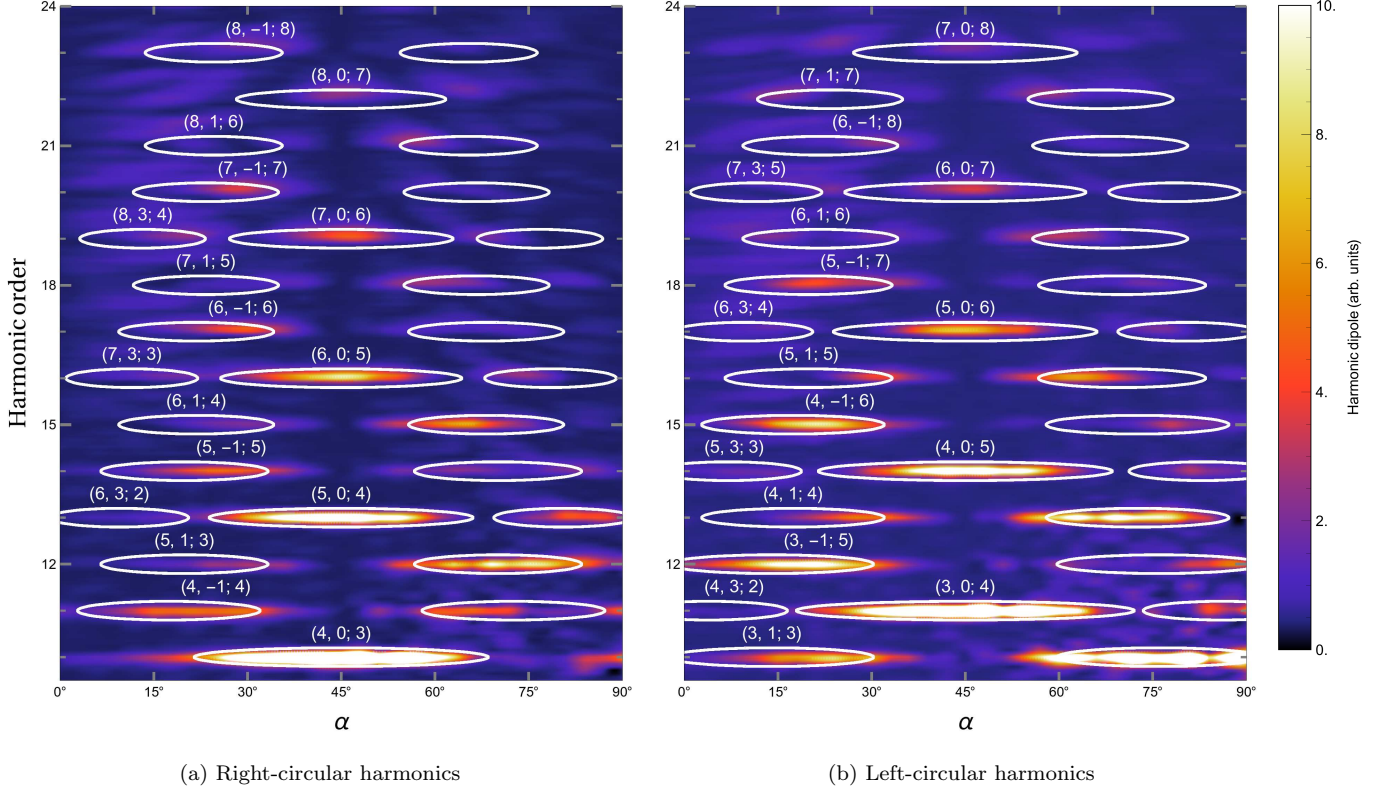 24
(8, −1; 8)
(8, 0; 7)
(8, 1; 6)
21
(7, −1; 7)
(8, 3; 4)
(7, 0; 6)
(7, 1; 5)
18
(6, −1; 6)
(7, 3; 3)
(6, 0; 5)
(6, 1; 4)
15
(5, −1; 5)
(6, 3; 2)
(5, 0; 4)
(5, 1; 3)
12
(4, −1; 4)
(4, 0; 3)
Harmonic order
0° 15° 30° 45° 60° 75° 90°
α
(a) Right-circular harmonics
24
(7, 0; 8)
(7, 1; 7)
(6, −1; 8)
21
(7, 3; 5)
(6, 0; 7)
(6, 1; 6)
(5, −1; 7)
18
(6, 3; 4)
(5, 0; 6)
(5, 1; 5)
(4, −1; 6)
15
(5, 3; 3)
(4, 0; 5)
(4, 1; 4)
(3, −1; 5)
12
(4, 3; 2)
(3, 0; 4)
(3, 1; 3)
0° 15° 30° 45° 60° 75° 90°
α
(b) Left-circular harmonics
10.
8.
6.
4.
2.
0.
Harmonic dipole (arb. units)